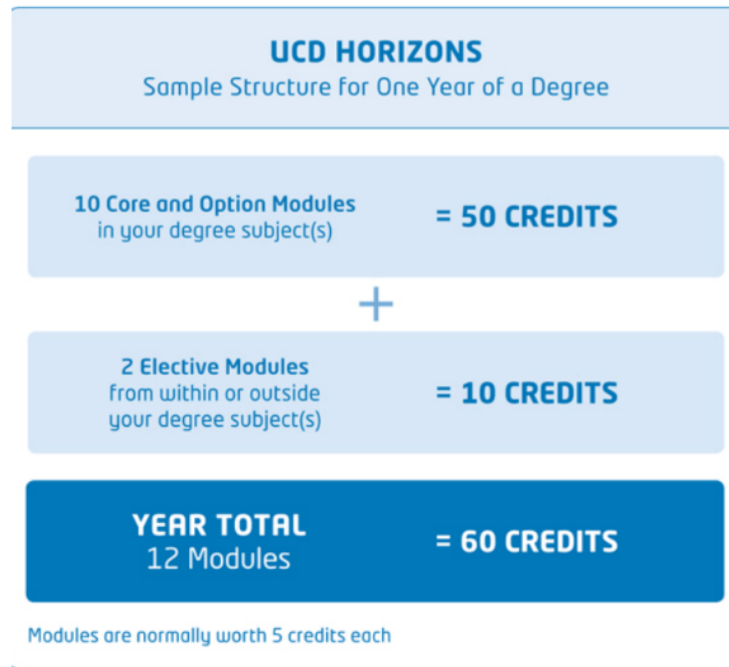 UCD HORIZONS
Sample Structure for One Year of a Degree
10 Core and Option Modules
in your degree subject(s)
= 50 CREDITS
+
2 Elective Modules
from within or outside
your degree subject(s)
= 10 CREDITS
YEAR TOTAL
12 Modules
= 60 CREDITS
Modules are normally worth 5 credits each